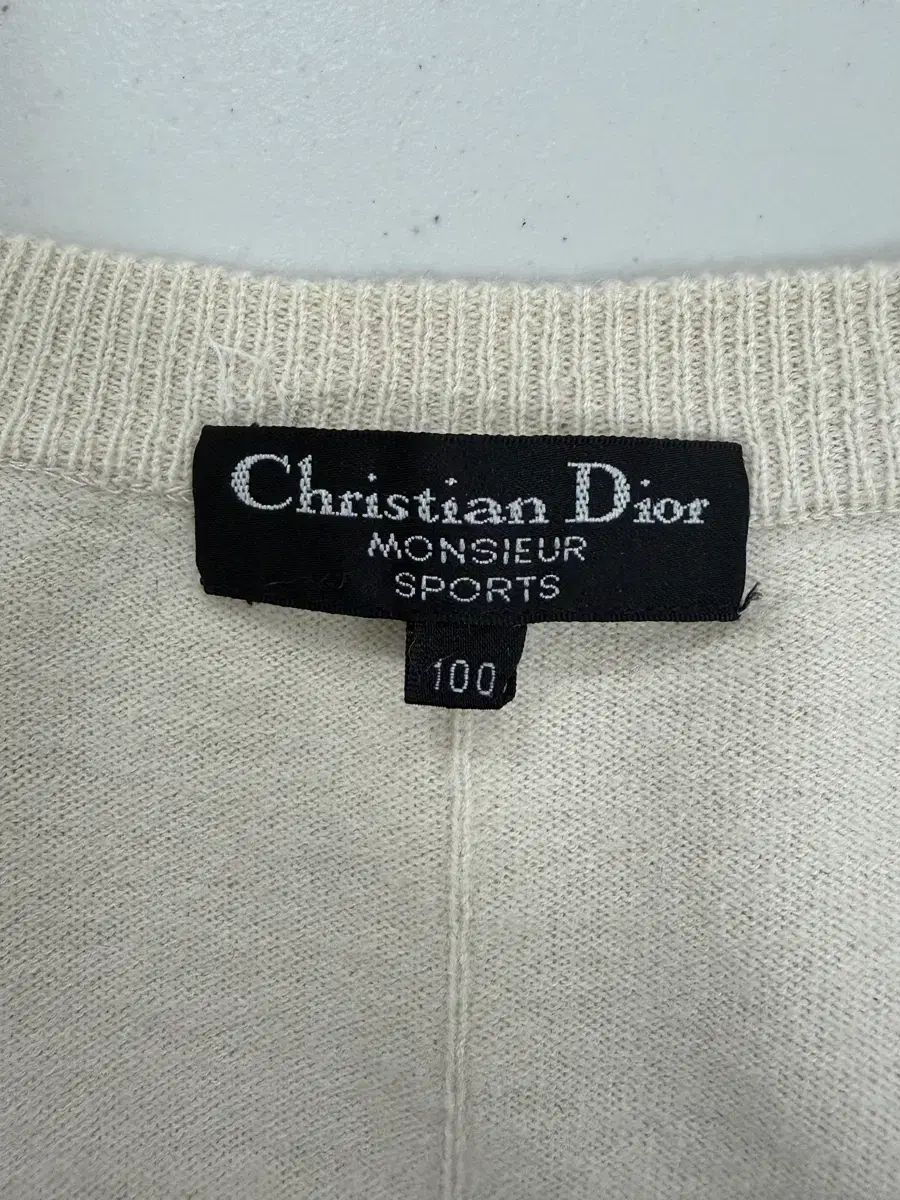 Christian Dior
MONSIEUR
SPORTS
100